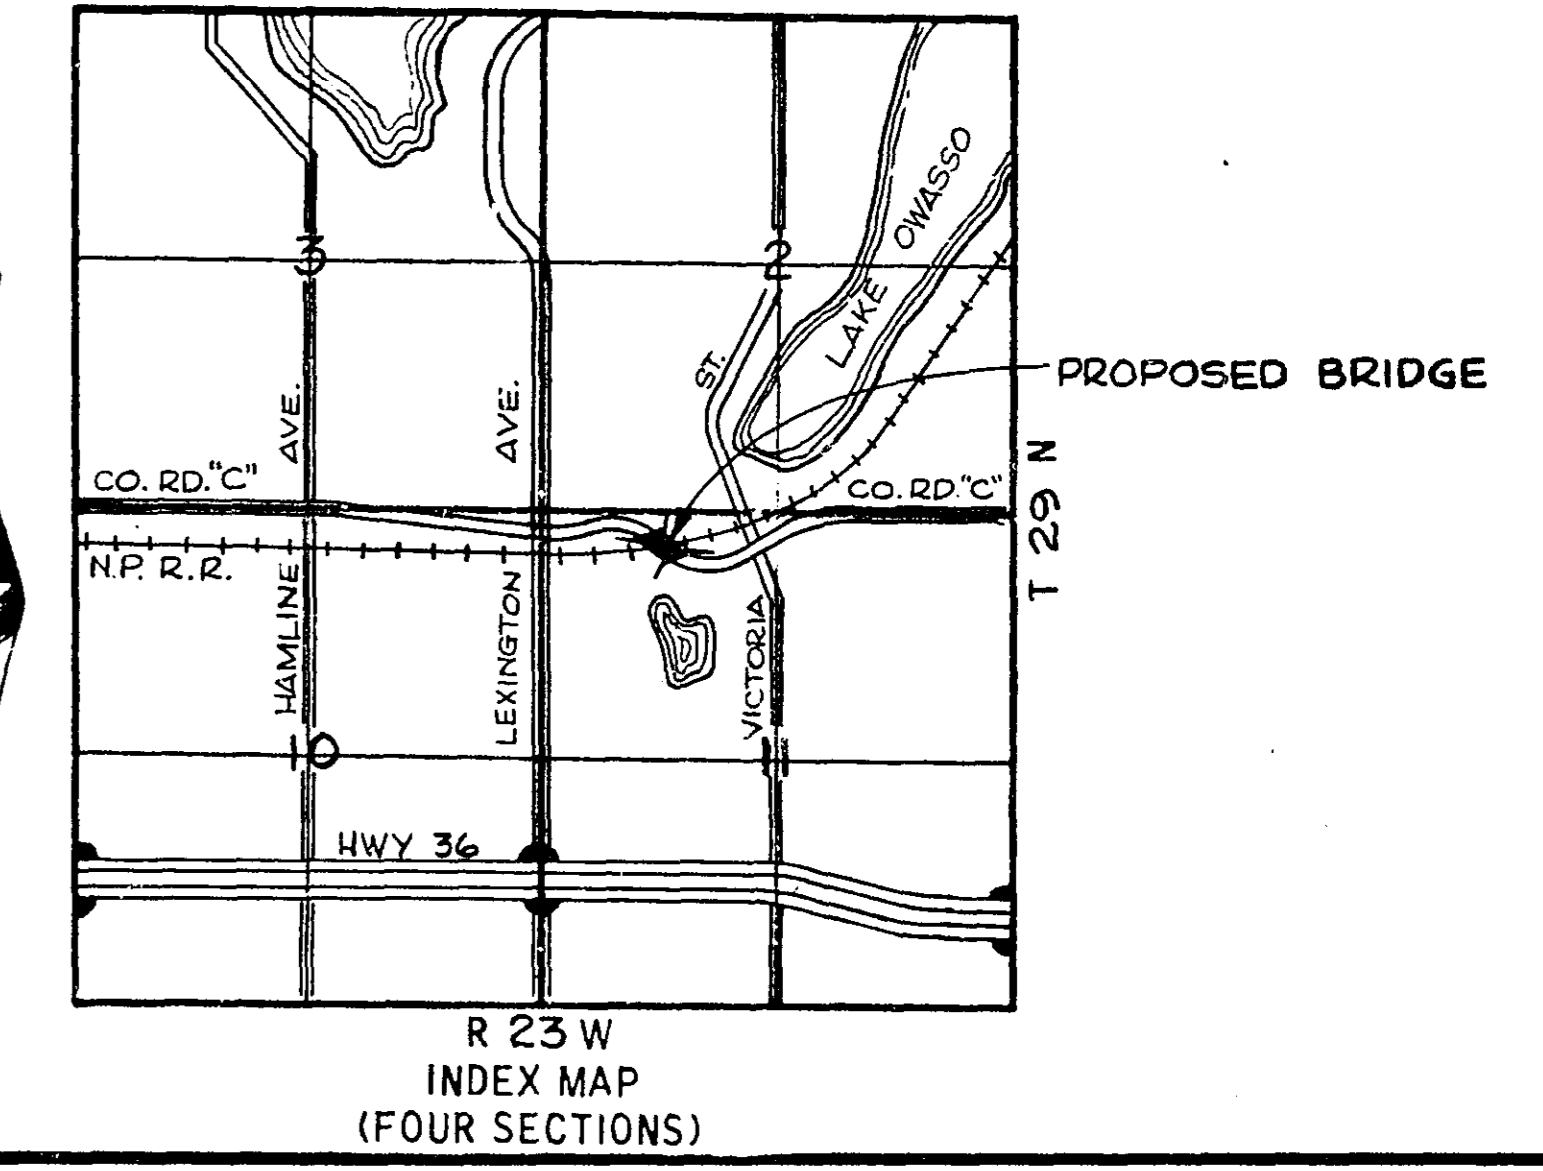 3
2
LAKE OWASSO
ST.
PROPOSED BRIDGE
AVE.
AVE.
CO. RD. "C"
CO. RD. "C"
T 29 N
N.P. R.R.
HAMLINE
LEXINGTON
VICTORIA
10
11
HWY 36
R 23 W
INDEX MAP
(FOUR SECTIONS)